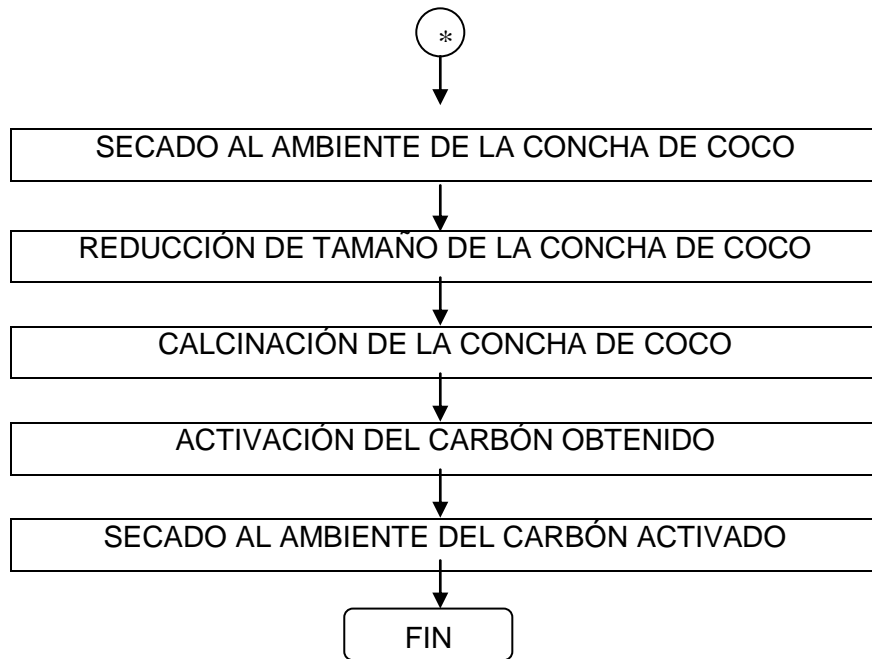 *
SECADO AL AMBIENTE DE LA CONCHA DE COCO
REDUCCIÓN DE TAMAÑO DE LA CONCHA DE COCO
CALCINACIÓN DE LA CONCHA DE COCO
ACTIVACIÓN DEL CARBÓN OBTENIDO
SECADO AL AMBIENTE DEL CARBÓN ACTIVADO
FIN